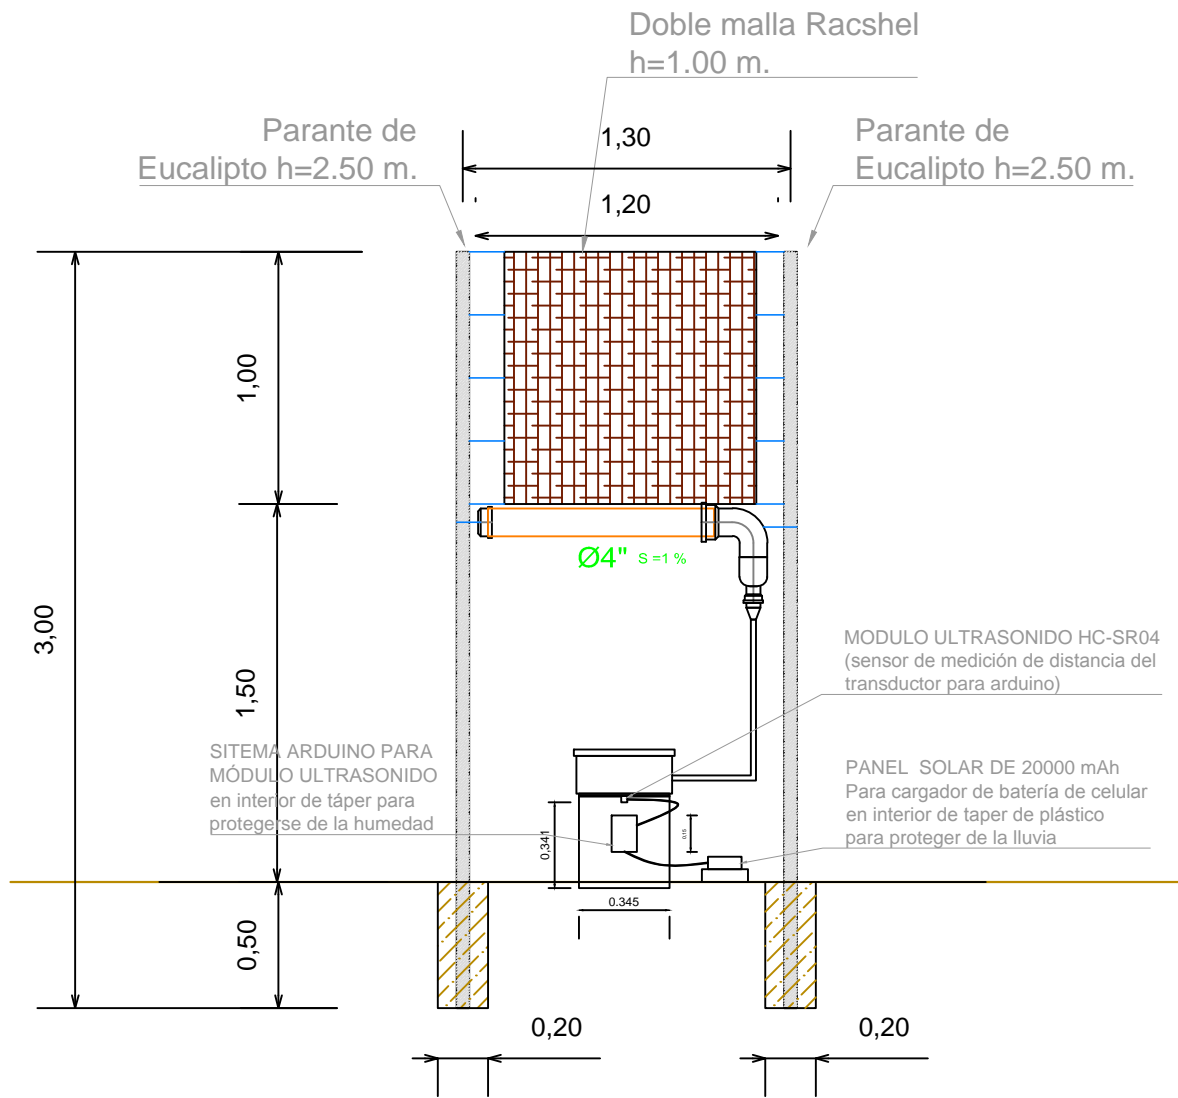 Doble malla Racshel
h=1.00 m.
Parante de
Eucalipto h=2.50 m.
1,30
Parante de
Eucalipto h=2.50 m.
1,20
1,00
Ø4" S =1 %
3,00
1,50
MODULO ULTRASONIDO HC-SR04
(sensor de medición de distancia del
transductor para arduino)
SITEMA ARDUINO PARA
MÓDULO ULTRASONIDO
en interior de táper para
protegerse de la humedad
PANEL SOLAR DE 20000 mAh
Para cargador de batería de celular
en interior de taper de plástico
para proteger de la lluvia
0,341
0,15
0.345
0,50
0,20
0,20